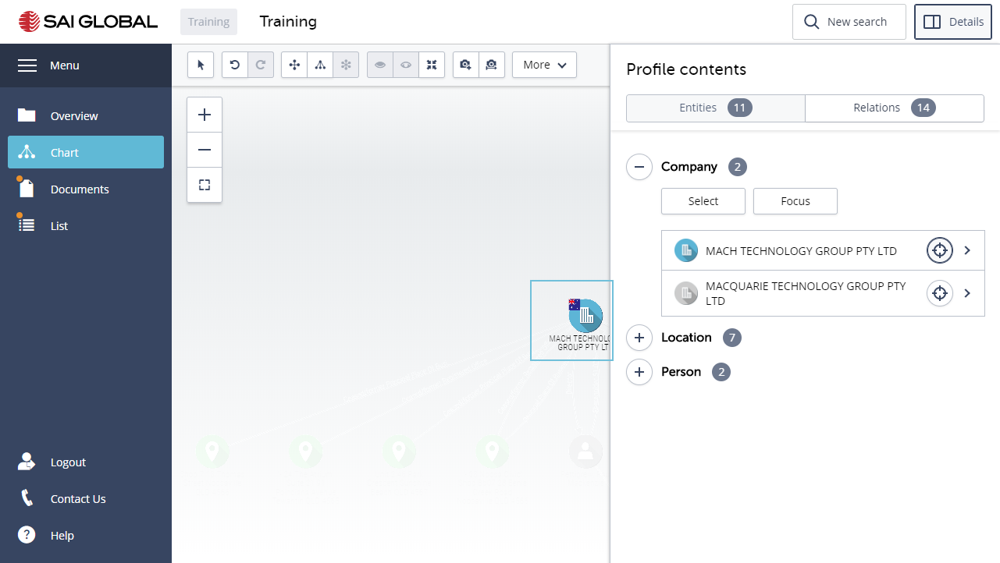 SAI GLOBAL
Training
Training
New search
Details
Menu
Overview
Chart
Documents
List
Logout
Contact Us
? Help
More
MACH TECHNOLO
GROUP PTY LT
Profile contents
Entities 11
Relations 14
Company 2
Select
Focus
MACH TECHNOLOGY GROUP PTY LTD
MACQUARIE TECHNOLOGY GROUP PTY
LTD
Location 7
Person 2